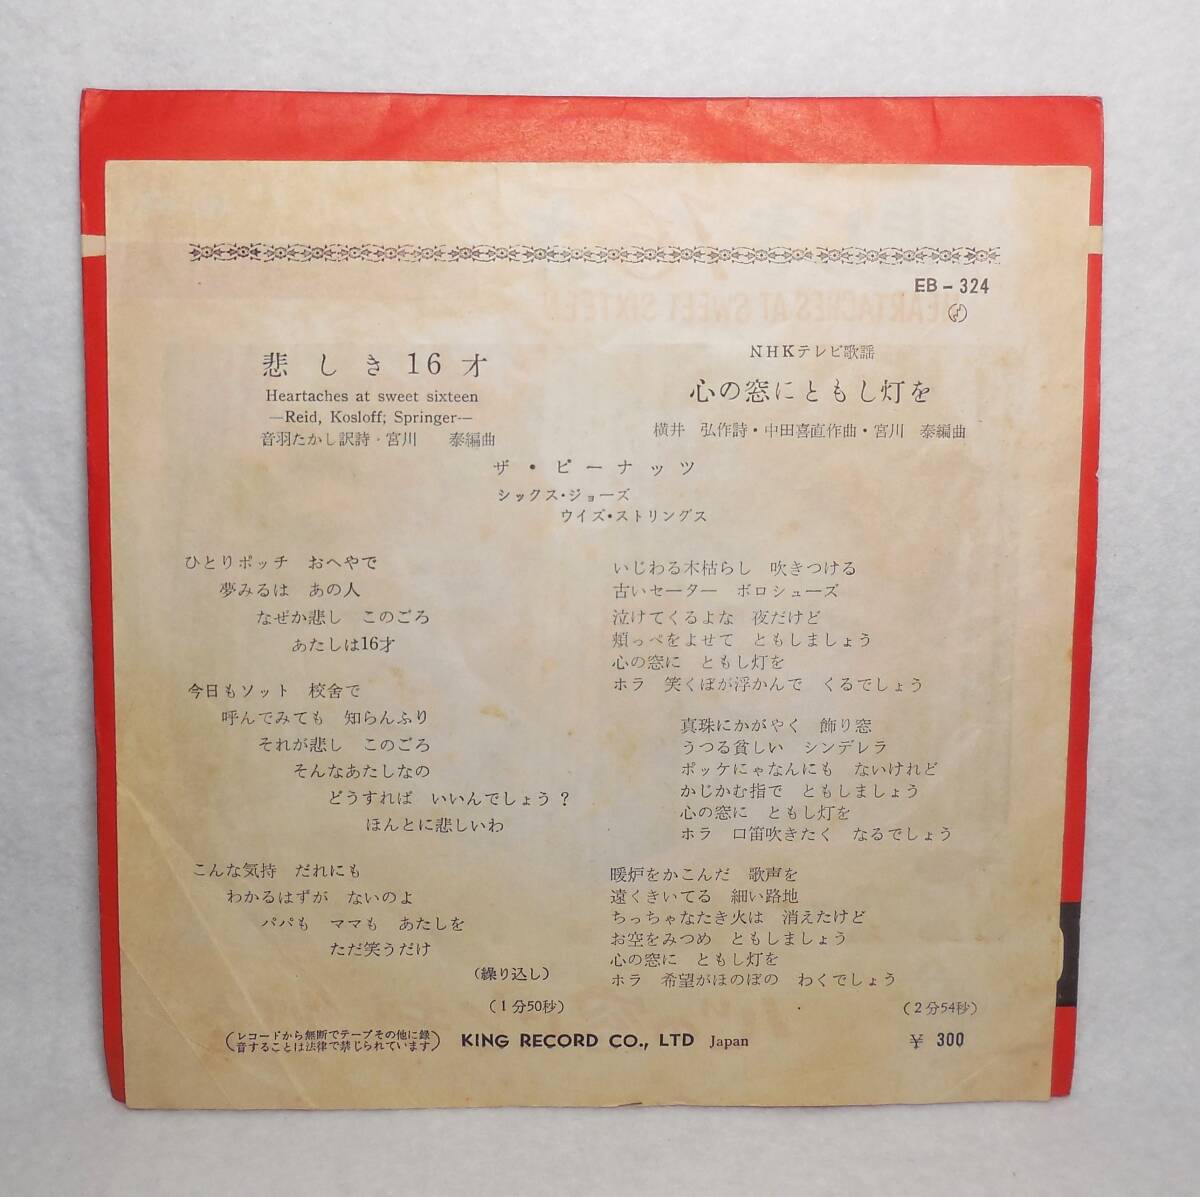 EB-324
悲しき16才
Heartaches at sweet sixteen
—Reid, Kosloff; Springer—
音羽たかし訳詩・宮川　泰編曲
NHKテレビ歌謡
心の窓にともし灯を
横井　弘作詩・中田喜直作曲・宮川　泰編曲
ザ・ピーナッツ
シックス・ジョーズ
ウイズ・ストリングス
ひとりポッチ　おへやで
夢みるは　あの人
なぜか悲し　このごろ
あたしは16才
今日もソット　校舎で
呼んでみても　知らんふり
それが悲し　このごろ
そんなあたしなの
どうすれば　いいんでしょう？
ほんとに悲しいわ
こんな気持　だれにも
わかるはずが　ないのよ
パパも　ママも　あたしを
ただ笑うだけ
（繰り込し）
（1分50秒）
いじわる木枯らし　吹きつける
古いセーター　ボロシューズ
泣けてくるよな　夜だけど
頬っぺをよせて　ともしましょう
心の窓に　ともし灯を
ホラ　笑くぼが浮かんで　くるでしょう
真珠にかがやく　飾り窓
うつる貧しい　シンデレラ
ポッケにゃなんにも　ないけれど
かじかむ指で　ともしましょう
心の窓に　ともし灯を
ホラ　口笛吹きたく　なるでしょう
暖炉をかこんだ　歌声を
遠くきいてる　細い路地
ちっちゃなたき火は　消えたけど
お空をみつめ　ともしましょう
心の窓に　ともし灯を
ホラ　希望がほのぼの　わくでしょう
（2分54秒）
（レコードから無断でテープその他に録
音することは法律で禁じられています）
KING RECORD CO., LTD Japan
¥ 300
HEARTACHES AT SWEET SIXTEEN